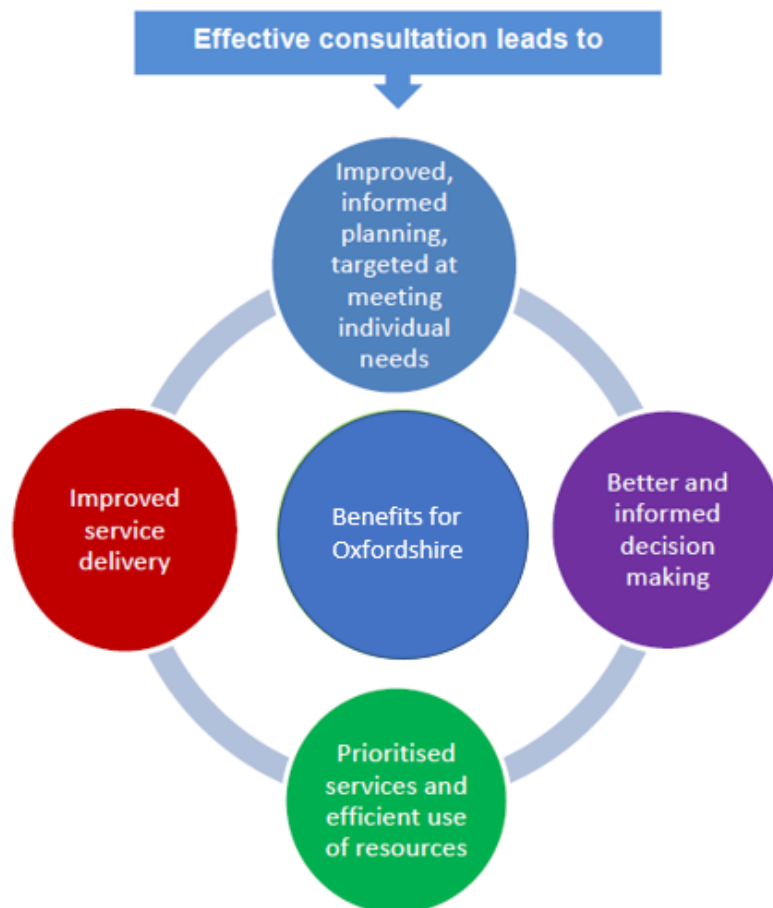 Effective consultation leads to
Improved,
informed
planning,
targeted at
meeting
individual
needs
Improved
service
delivery
Benefits for
Oxfordshire
Better and
informed
decision
making
Prioritised
services and
efficient use
of resources